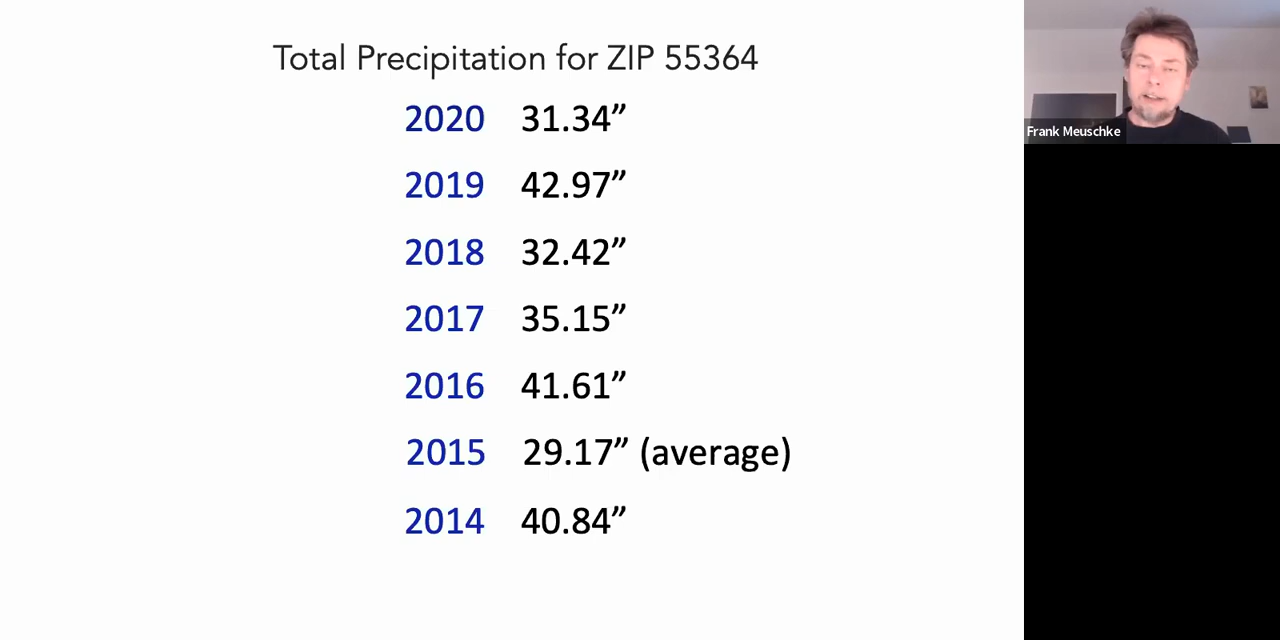 Total Precipitation for ZIP 55364
2020 31.34”
2019 42.97”
2018 32.42”
2017 35.15”
2016 41.61”
2015 29.17” (average)
2014 40.84”
Frank Meuschke